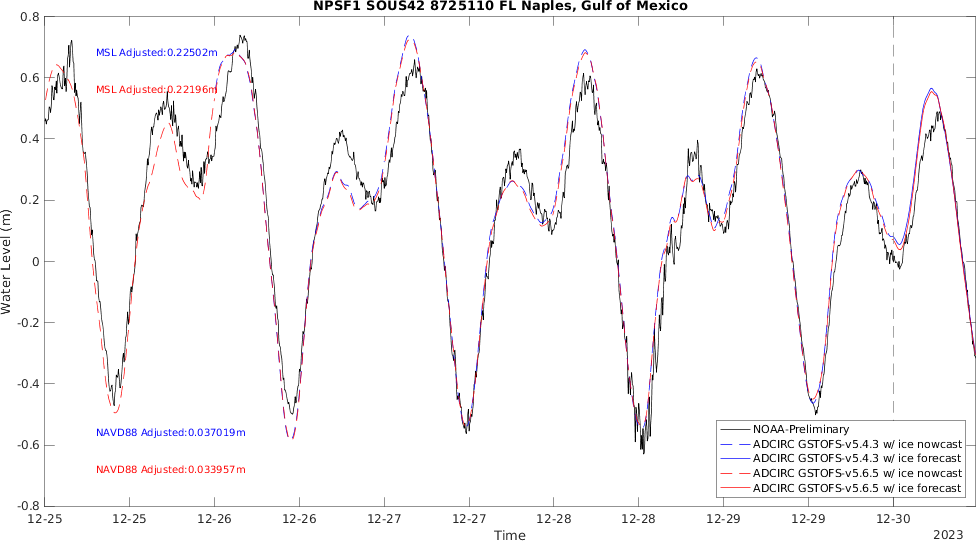 NPSF1 SOUS42 8725110 FL Naples, Gulf of Mexico
0.8
0.6
0.4
0.2
0
-0.2
-0.4
-0.6
-0.8
Water Level (m)
MSL Adjusted:0.22502m
MSL Adjusted:0.22196m
NAVD88 Adjusted:0.037019m
NAVD88 Adjusted:0.033957m
NOAA-Preliminary
ADCIRC GSTOFS-v5.4.3 w/ ice nowcast
ADCIRC GSTOFS-v5.4.3 w/ ice forecast
ADCIRC GSTOFS-v5.6.5 w/ ice nowcast
ADCIRC GSTOFS-v5.6.5 w/ ice forecast
12-25 12-25 12-26 12-26 12-27 12-27 12-28 12-28 12-29 12-29 12-30
Time
2023